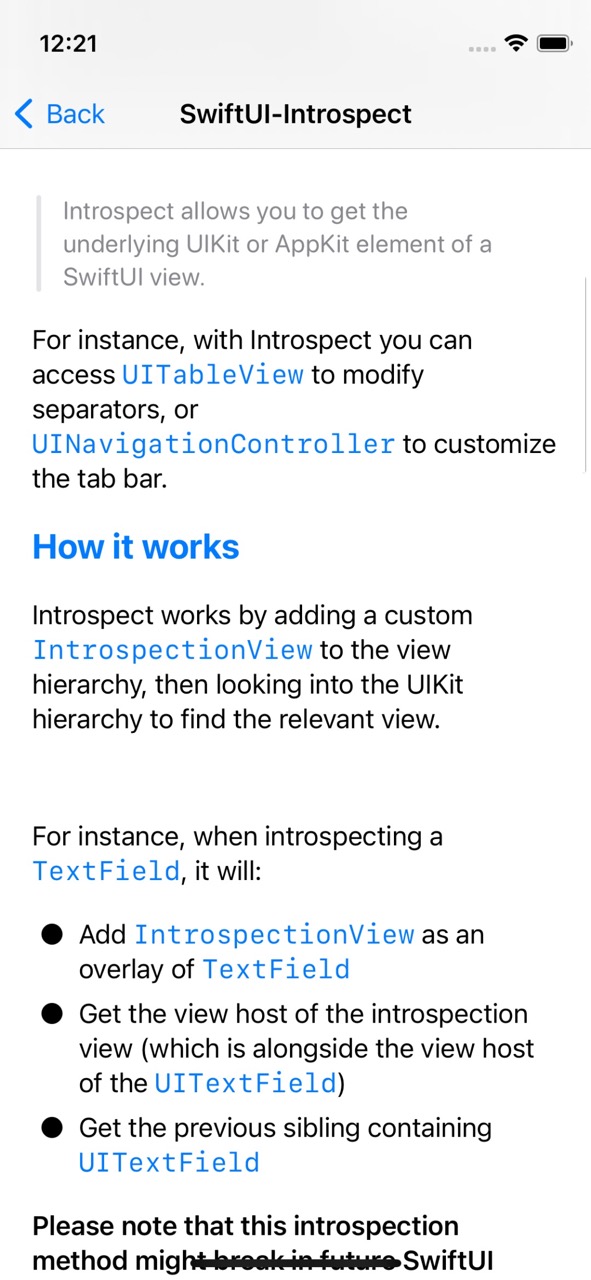 12:21
Back
SwiftUI-Introspect
Introspect allows you to get the
underlying UIKit or AppKit element of a
SwiftUI view.
For instance, with Introspect you can
access UITableView to modify
separators, or
UINavigationController to customize
the tab bar.
How it works
Introspect works by adding a custom
IntrospectionView to the view
hierarchy, then looking into the UIKit
hierarchy to find the relevant view.
For instance, when introspecting a
TextField, it will:
● Add IntrospectionView as an
overlay of TextField
● Get the view host of the introspection
view (which is alongside the view host
of the UITextField)
● Get the previous sibling containing
UITextField
Please note that this introspection
method might break in future SwiftUI